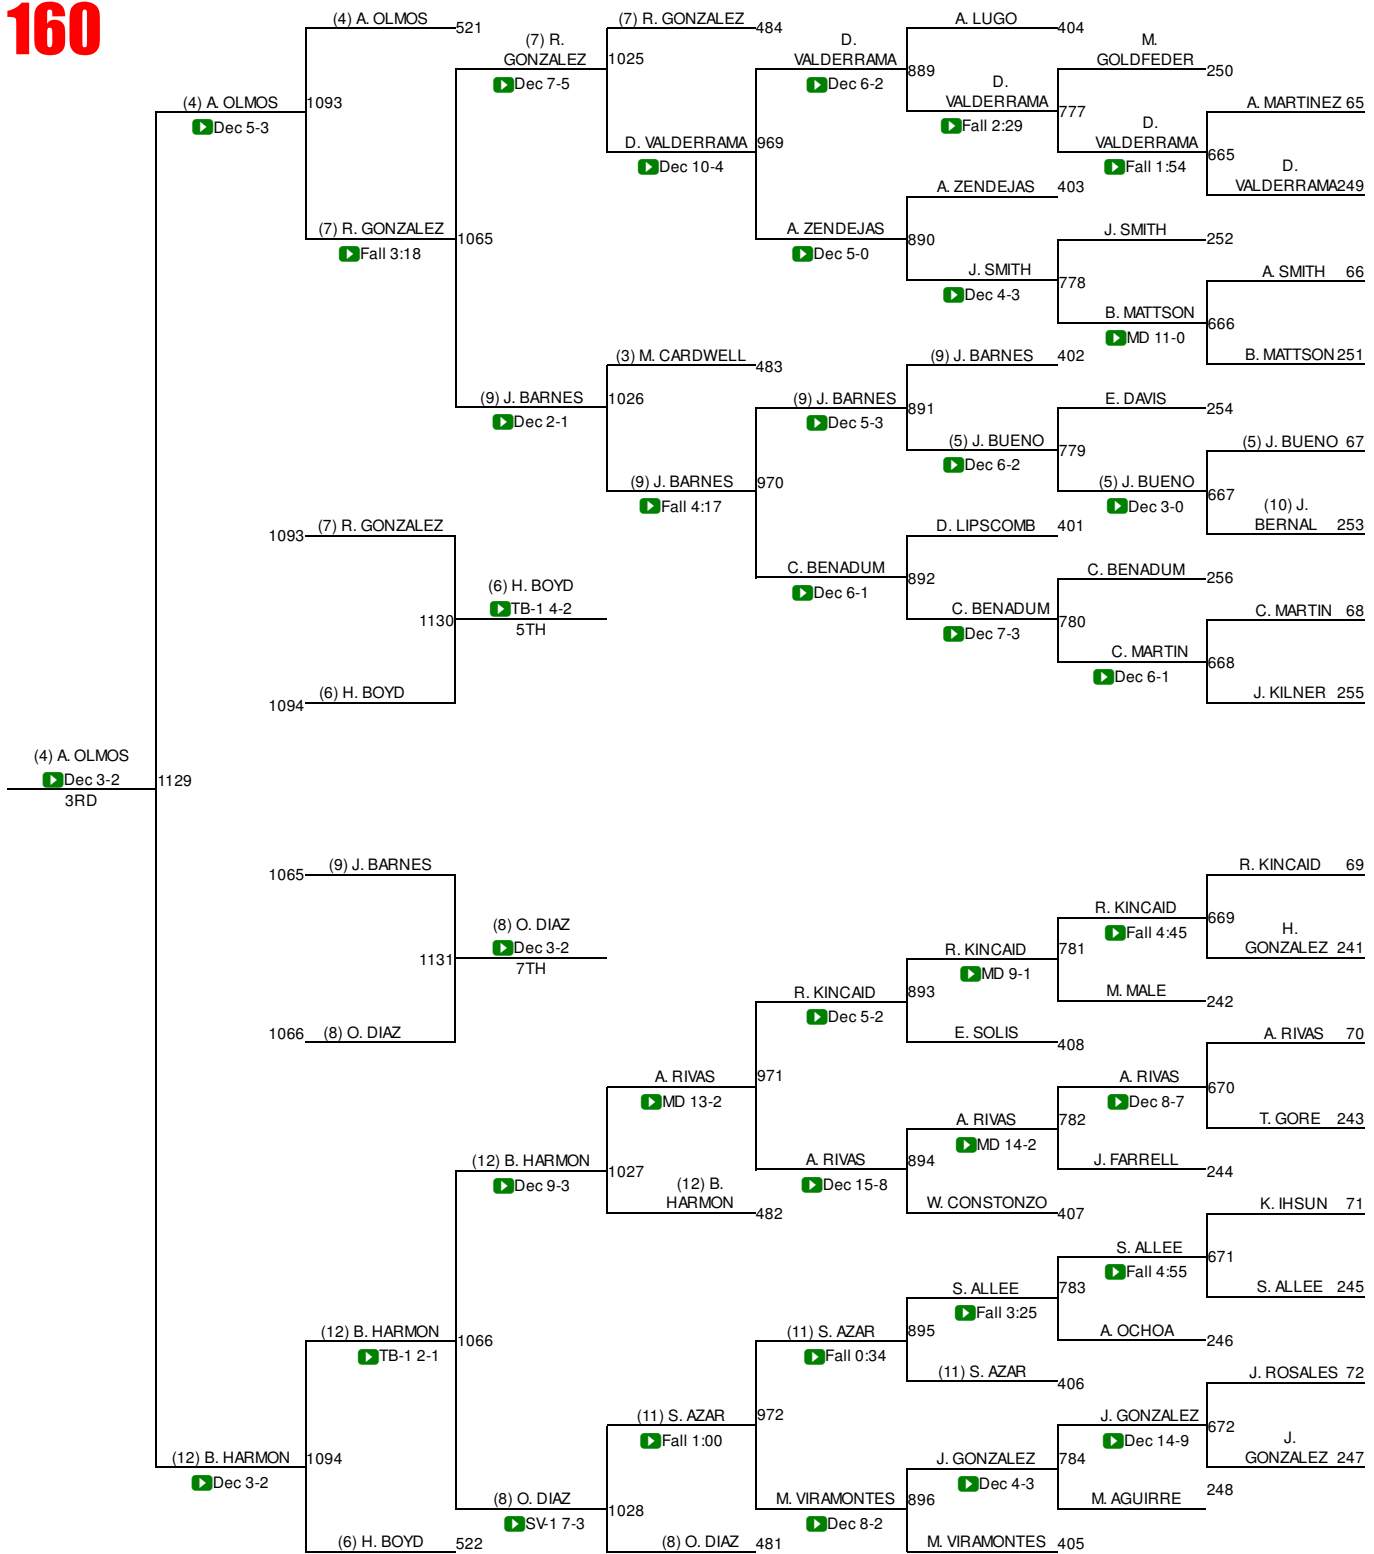 160
(4) A. OLMOS
521
(7) R. GONZALEZ
484
A. LUGO
404
(7) R.
GONZALEZ
Dec 7-5
1025
D.
VALDERRAMA
Dec 6-2
889
M.
GOLDFEDER
250
(4) A. OLMOS
Dec 5-3
1093
D.
VALDERRAMA
Fall 2:29
777
A. MARTINEZ 65
D. VALDERRAMA
Dec 10-4
969
D.
VALDERRAMA
Fall 1:54
665
D.
VALDERRAMA 249
A. ZENDEJAS
403
(7) R. GONZALEZ
Fall 3:18
1065
A. ZENDEJAS
Dec 5-0
890
J. SMITH
252
J. SMITH
Dec 4-3
778
A. SMITH 66
B. MATTSON
MD 11-0
666
B. MATTSON 251
(3) M. CARDWELL
483
(9) J. BARNES
402
(9) J. BARNES
Dec 2-1
1026
(9) J. BARNES
Dec 5-3
891
E. DAVIS
254
(5) J. BUENO
Dec 6-2
779
(5) J. BUENO 67
(9) J. BARNES
Fall 4:17
970
(5) J. BUENO
Dec 3-0
667
(10) J.
BERNAL 253
1093
(7) R. GONZALEZ
D. LIPSCOMB
401
C. BENADUM
Dec 6-1
892
C. BENADUM
256
1130
(6) H. BOYD
TB-1 4-2
5TH
C. BENADUM
Dec 7-3
780
C. MARTIN 68
C. MARTIN
Dec 6-1
668
1094
(6) H. BOYD
J. KILNER 255
(4) A. OLMOS
Dec 3-2
3RD
1129
1065
(9) J. BARNES
R. KINCAID 69
R. KINCAID
Fall 4:45
669
1131
(8) O. DIAZ
Dec 3-2
7TH
R. KINCAID
MD 9-1
781
H.
GONZALEZ 241
R. KINCAID
Dec 5-2
893
M. MALE
242
1066
(8) O. DIAZ
E. SOLIS
408
A. RIVAS 70
A. RIVAS
MD 13-2
971
A. RIVAS
Dec 8-7
670
A. RIVAS
MD 14-2
782
T. GORE 243
(12) B. HARMON
Dec 9-3
1027
A. RIVAS
Dec 15-8
894
J. FARRELL
244
(12) B.
HARMON
482
W. CONSTONZO
407
K. IHSUN 71
S. ALLEE
Fall 4:55
671
S. ALLEE
Fall 3:25
783
S. ALLEE 245
(12) B. HARMON
TB-1 2-1
1066
(11) S. AZAR
Fall 0:34
895
A. OCHOA
246
(11) S. AZAR
406
J. ROSALES 72
(11) S. AZAR
Fall 1:00
972
J. GONZALEZ
Dec 14-9
672
(12) B. HARMON
Dec 3-2
1094
J. GONZALEZ
Dec 4-3
784
J.
GONZALEZ 247
(8) O. DIAZ
SV-1 7-3
1028
M. VIRAMONTES
Dec 8-2
896
M. AGUIRRE
248
(6) H. BOYD
522
(8) O. DIAZ
481
M. VIRAMONTES
405